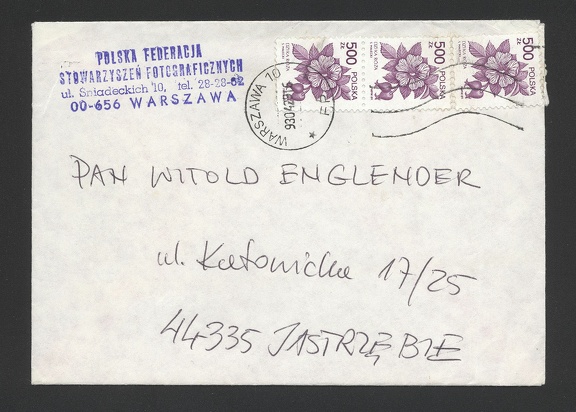 POLSKA FEDERACJA
STOWARZYSZEŃ FOTOGRAFICZNYCH
ul. Śniadeckich 10, tel. 28-28-62
00-656 WARSZAWA
500 zł POLSKA
500 zł POLSKA
500 zł POLSKA
WARSZAWA 10
PAN WITOLD ENGLENDER
ul. Katowicka 17/25
44335 JASTRZĘBIE